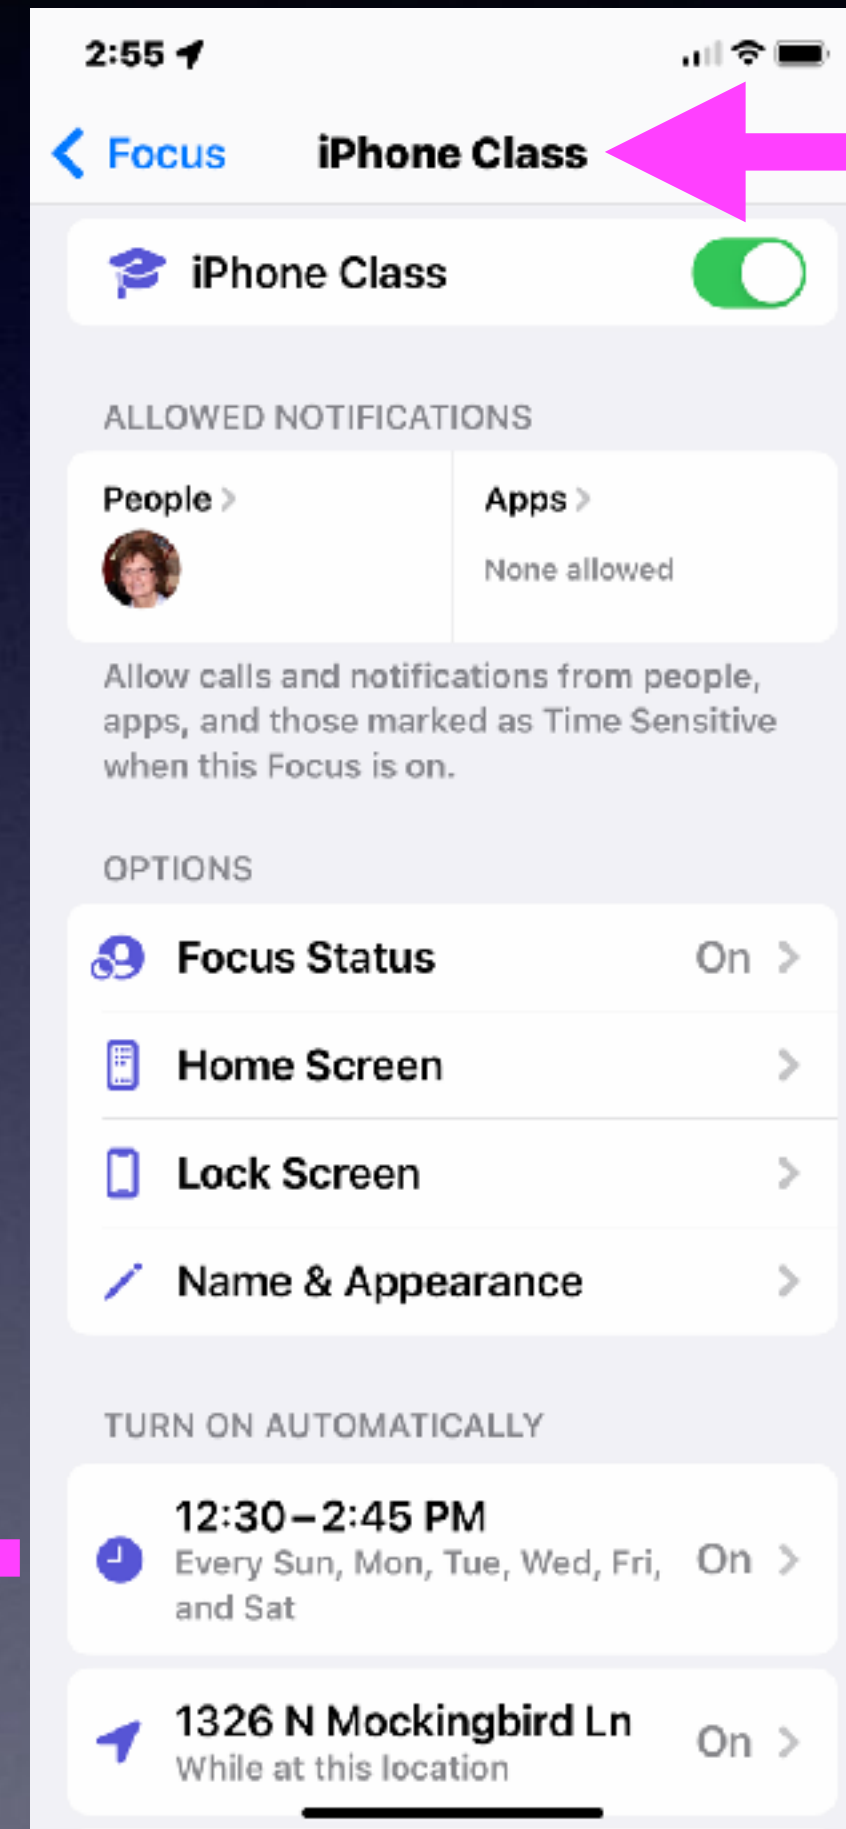 2:55
Focus
iPhone Class
iPhone Class
ALLOWED NOTIFICATIONS
People
Apps
None allowed
Allow calls and notifications from people,
apps, and those marked as Time Sensitive
when this Focus is on.
OPTIONS
Focus Status On
Home Screen
Lock Screen
Name & Appearance
TURN ON AUTOMATICALLY
12:30–2:45 PM
Every Sun, Mon, Tue, Wed, Fri, On
and Sat
1326 N Mockingbird Ln On
While at this location